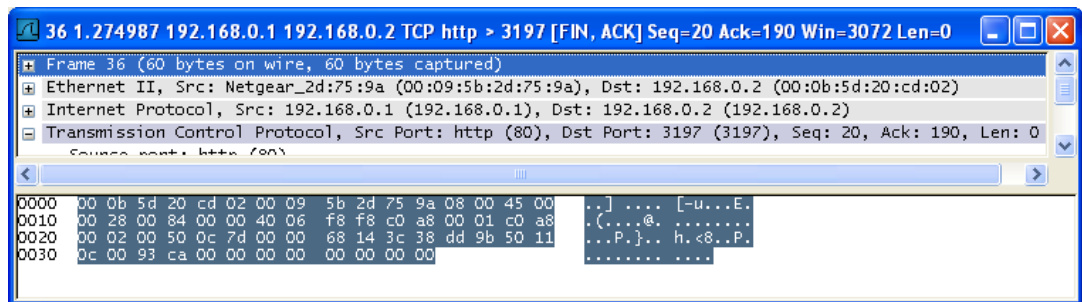 36 1.274987 192.168.0.1 192.168.0.2 TCP http > 3197 [FIN, ACK] Seq=20 Ack=190 Win=3072 Len=0
Frame 36 (60 bytes on wire, 60 bytes captured)
Ethernet II, Src: Netgear_2d:75:9a (00:09:5b:2d:75:9a), Dst: 192.168.0.2 (00:0b:5d:20:cd:02)
Internet Protocol, Src: 192.168.0.1 (192.168.0.1), Dst: 192.168.0.2 (192.168.0.2)
Transmission Control Protocol, Src Port: http (80), Dst Port: 3197 (3197), Seq: 20, Ack: 190, Len: 0
Source port: http (80)
0000 00 0b 5d 20 cd 02 00 09 5b 2d 75 9a 08 00 45 00 ..] .... [-u...E.
0010 00 28 00 84 00 00 40 06 f8 f8 c0 a8 00 01 c0 a8 .(....@. ........
0020 00 02 00 50 0c 7d 00 00 68 14 3c 38 dd 9b 50 11 ...P.}.. h.<8..P.
0030 0c 00 93 ca 00 00 00 00 00 00 00 00 ........ ....